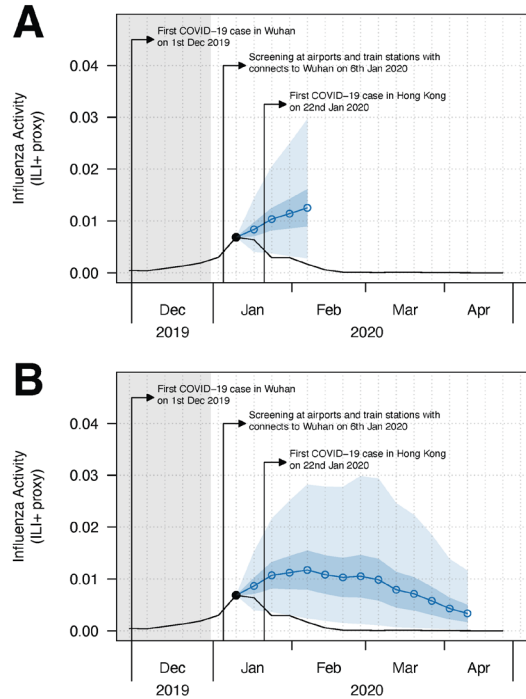 A
First COVID-19 case in Wuhan
on 1st Dec 2019
Screening at airports and train stations with
connects to Wuhan on 6th Jan 2020
First COVID-19 case in Hong Kong
on 22nd Jan 2020
Influenza Activity
(ILI+ proxy)
0.04
0.03
0.02
0.01
0.00
Dec
Jan
Feb
Mar
Apr
2019
2020
B
First COVID-19 case in Wuhan
on 1st Dec 2019
Screening at airports and train stations with
connects to Wuhan on 6th Jan 2020
First COVID-19 case in Hong Kong
on 22nd Jan 2020
Influenza Activity
(ILI+ proxy)
0.04
0.03
0.02
0.01
0.00
Dec
Jan
Feb
Mar
Apr
2019
2020